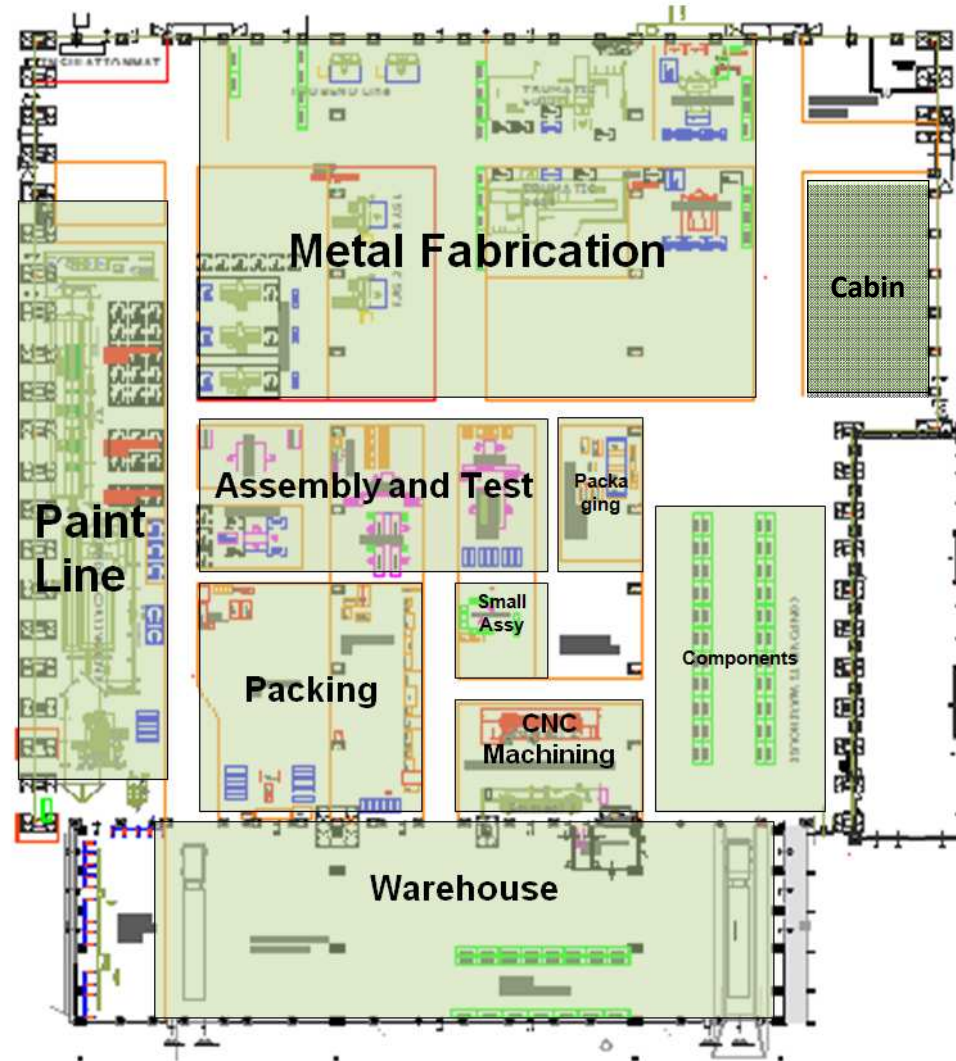 Metal Fabrication
Cabin
Assembly and Test
Packa
ging
Paint
Line
Small
Assy
Components
Packing
CNC
Machining
Warehouse